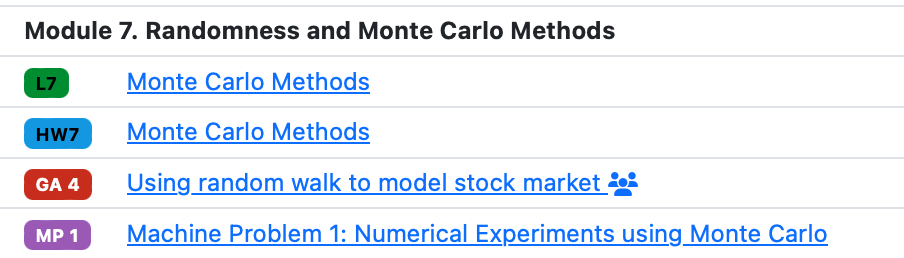 Module 7. Randomness and Monte Carlo Methods
L7 Monte Carlo Methods
HW7 Monte Carlo Methods
GA 4 Using random walk to model stock market
MP 1 Machine Problem 1: Numerical Experiments using Monte Carlo